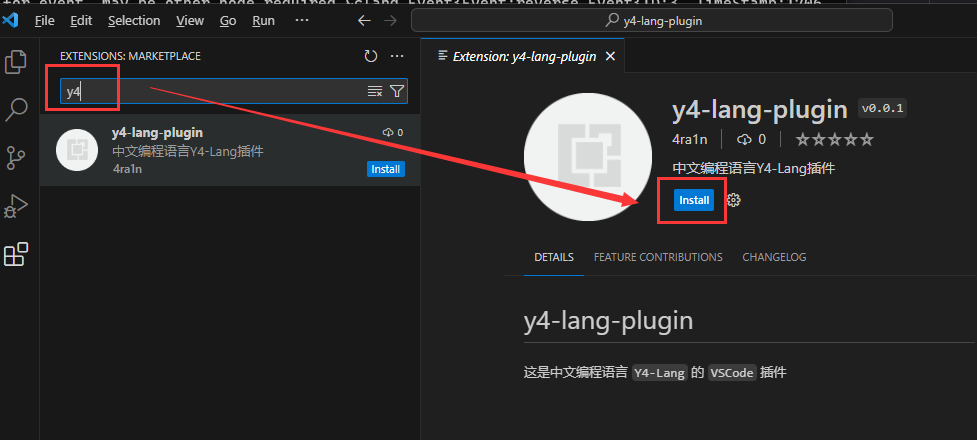 File Edit Selection View Go Run ··· y4-lang-plugin
EXTENSIONS: MARKETPLACE
Extension: y4-lang-plugin
y4
y4-lang-plugin 0
中文编程语言Y4-Lang插件
4ra1n Install
y4-lang-plugin v0.0.1
4ra1n 0
中文编程语言Y4-Lang插件
Install
DETAILS FEATURE CONTRIBUTIONS CHANGELOG
y4-lang-plugin
这是中文编程语言 Y4-Lang 的 VSCode 插件